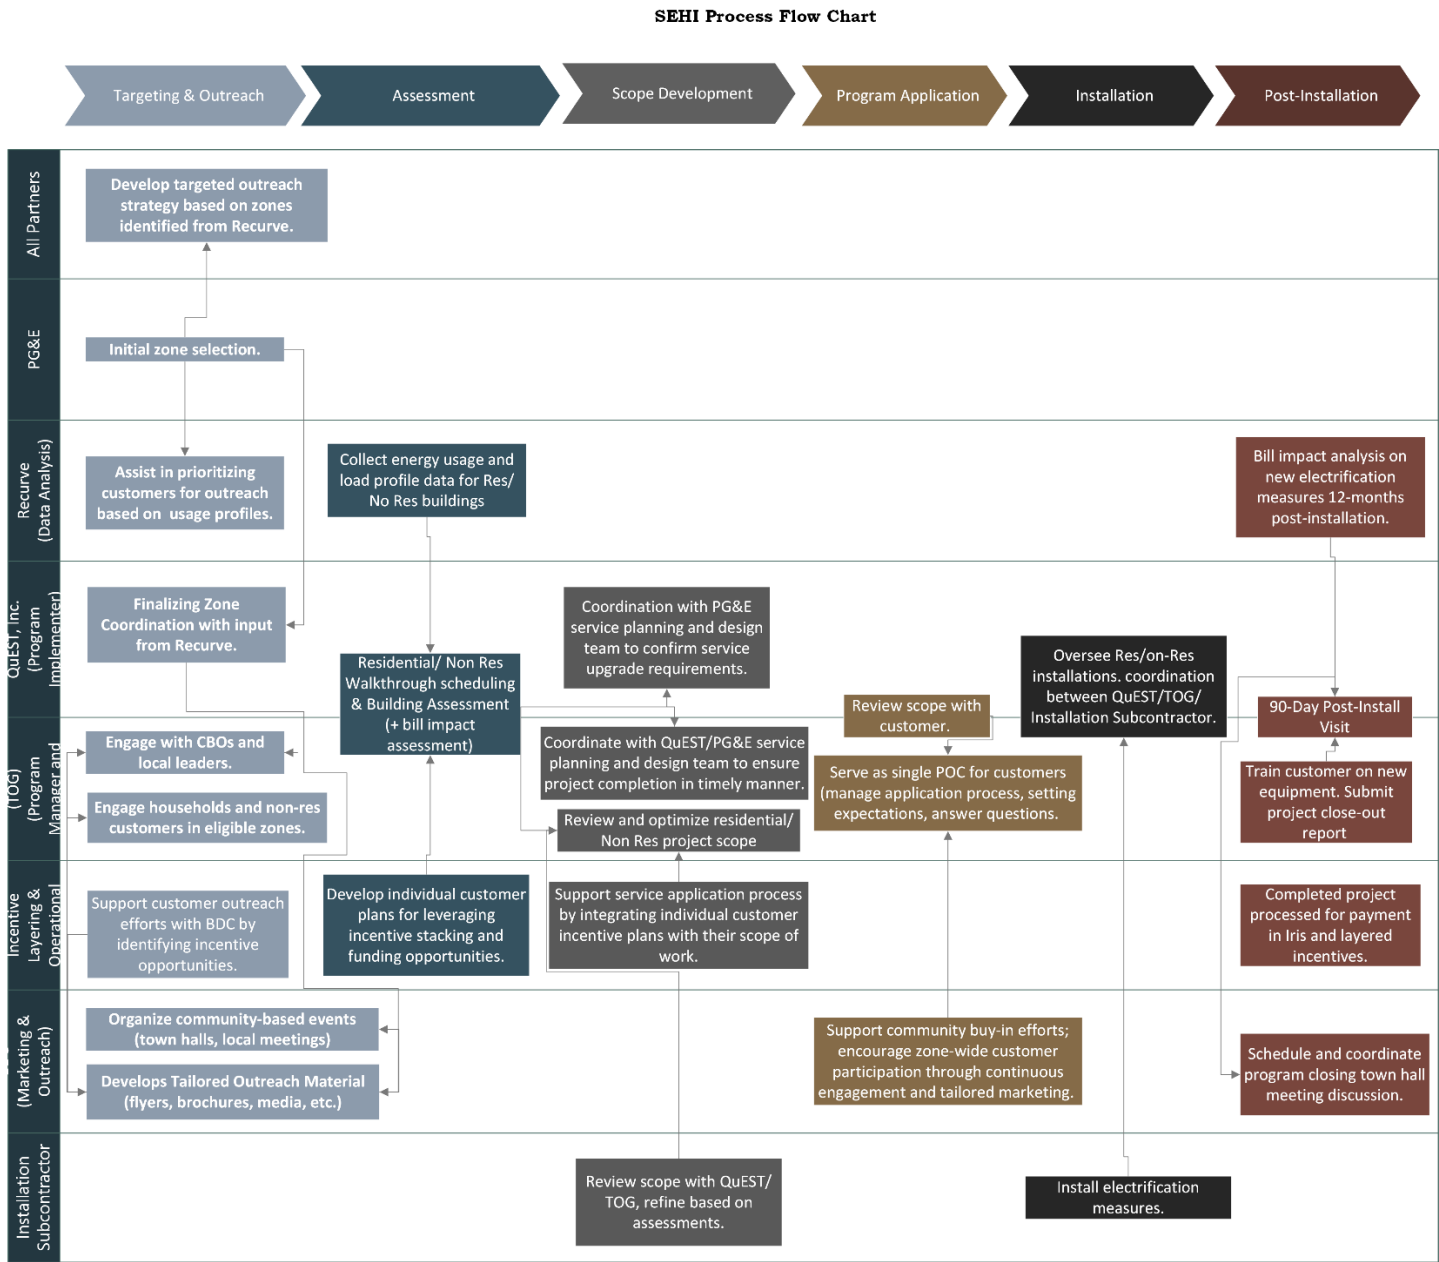 SEHI Process Flow Chart
Targeting & Outreach
Assessment
Scope Development
Program Application
Installation
Post-Installation
All Partners
Develop targeted outreach
strategy based on zones
identified from Recurve.
PG&E
Initial zone selection.
Recurve
(Data Analysis)
Assist in prioritizing
customers for outreach
based on usage profiles.
Collect energy usage and
load profile data for Res/
No Res buildings
Bill impact analysis on
new electrification
measures 12-months
post-installation.
QuEST, Inc.
(Program
Implementer)
Finalizing Zone
Coordination with input
from Recurve.
Residential/ Non Res
Walkthrough scheduling
& Building Assessment
(+ bill impact
assessment)
Coordination with PG&E
service planning and design
team to confirm service
upgrade requirements.
Review scope with
customer.
Oversee Res/on-Res
installations. coordination
between QuEST/TOG/
Installation Subcontractor.
90-Day Post-Install
Visit
(TOG)
(Program
Manager and
Engage with CBOs and
local leaders.
Engage households and non-res
customers in eligible zones.
Coordinate with QuEST/PG&E service
planning and design team to ensure
project completion in timely manner.
Review and optimize residential/
Non Res project scope
Serve as single POC for customers
(manage application process, setting
expectations, answer questions.
Train customer on new
equipment. Submit
project close-out
report
Incentive
Layering &
Operational
Support customer outreach
efforts with BDC by
identifying incentive
opportunities.
Develop individual customer
plans for leveraging
incentive stacking and
funding opportunities.
Support service application process
by integrating individual customer
incentive plans with their scope of
work.
Completed project
processed for payment
in Iris and layered
incentives.
(Marketing &
Outreach)
Organize community-based events
(town halls, local meetings)
Develops Tailored Outreach Material
(flyers, brochures, media, etc.)
Support community buy-in efforts;
encourage zone-wide customer
participation through continuous
engagement and tailored marketing.
Schedule and coordinate
program closing town hall
meeting discussion.
Installation
Subcontractor
Review scope with QuEST/
TOG, refine based on
assessments.
Install electrification
measures.